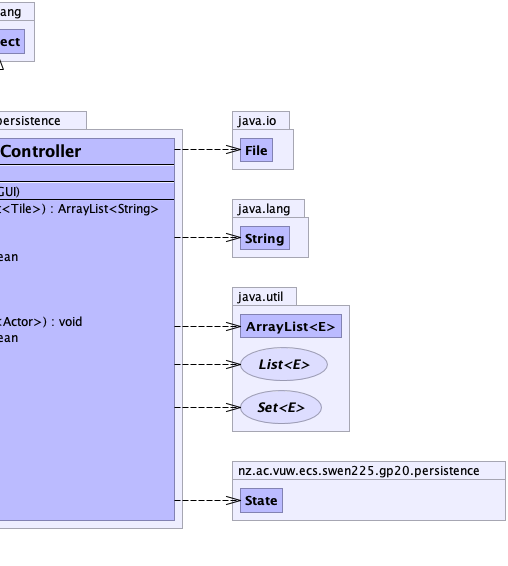 ang
ect
persistence
Controller
GUI)
t<Tile>) : ArrayList<String>
ean
<Actor>) : void
ean
java.io
File
java.lang
String
java.util
ArrayList<E>
List<E>
Set<E>
nz.ac.vuw.ecs.swen225.gp20.persistence
State